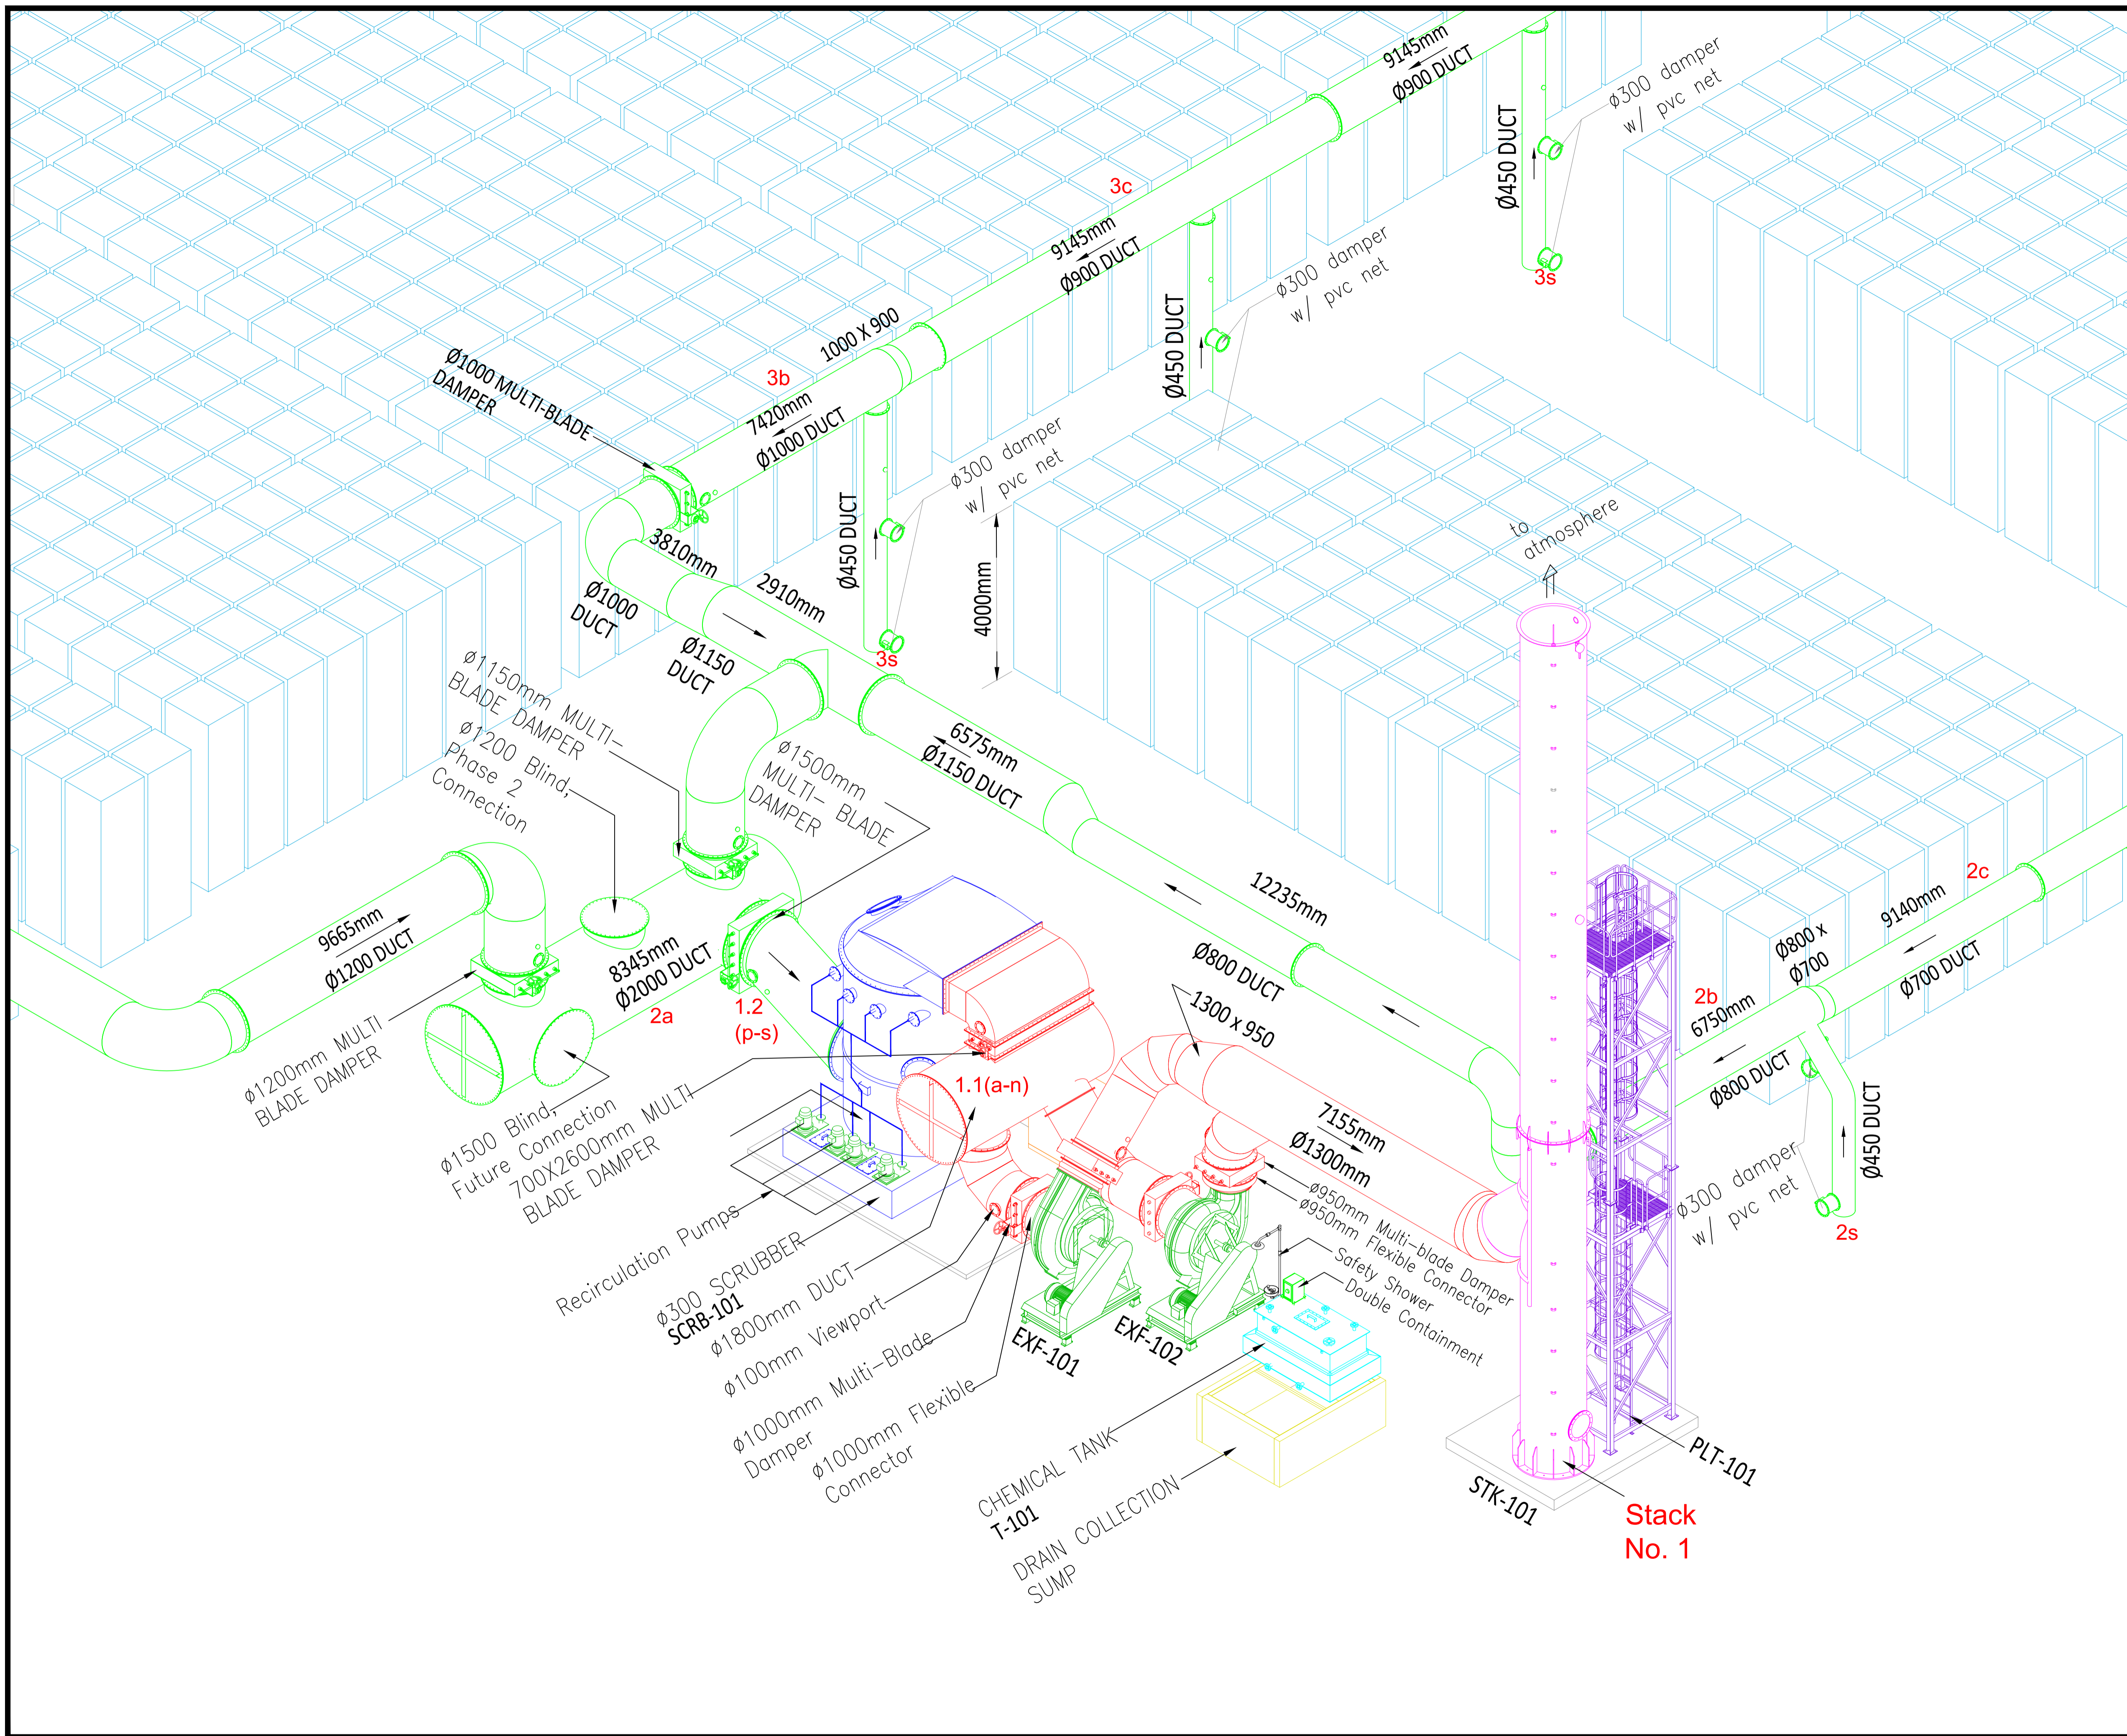 9145mm
Ø900 DUCT
Ø300 damper
w/ pvc net
Ø450 DUCT
3s
3c
9145mm
Ø900 DUCT
Ø300 damper
w/ pvc net
Ø450 DUCT
1000 X 900
Ø1000 MULTI-BLADE
DAMPER
3b
7420mm
Ø1000 DUCT
Ø300 damper
w/ pvc net
Ø450 DUCT
3s
4000mm
to
atmosphere
3810mm
Ø1000
DUCT
2910mm
Ø1150
DUCT
Ø1150mm MULTI-
BLADE DAMPER
Ø1200 Blind,
Phase 2
Connection
Ø1500mm
MULTI- BLADE
DAMPER
6575mm
Ø1150 DUCT
12235mm
Ø800 DUCT
9665mm
Ø1200 DUCT
8345mm
Ø2000 DUCT
2a
1.2
(p-s)
1.1(a-n)
1300 x 950
7155mm
Ø1300mm
2c
9140mm
Ø700 DUCT
Ø800 x
Ø700
2b
6750mm
Ø800 DUCT
Ø450 DUCT
Ø300 damper
w/ pvc net
2s
Ø1200mm MULTI
BLADE DAMPER
Ø1500 Blind,
Future Connection
700X2600mm MULTI
BLADE DAMPER
Recirculation Pumps
Ø300 SCRUBBER
SCRB-101
Ø1800mm DUCT
Ø100mm Viewport
Ø1000mm Multi-Blade
Damper
Ø1000mm Flexible
Connector
EXF-101
EXF-102
Ø950mm Multi-blade Damper
Ø950mm Flexible Connector
Safety Shower
Double Containment
CHEMICAL TANK
T-101
DRAIN COLLECTION
SUMP
STK-101
PLT-101
Stack
No. 1